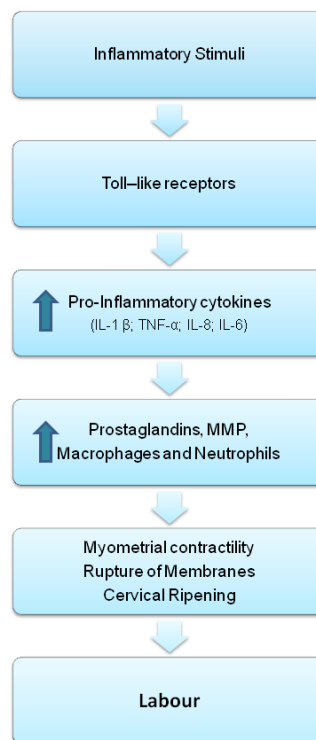 Inflammatory Stimuli
Toll–like receptors
Pro-Inflammatory cytokines
(IL-1 β; TNF-α; IL-8; IL-6)
Prostaglandins, MMP,
Macrophages and Neutrophils
Myometrial contractility
Rupture of Membranes
Cervical Ripening
Labour